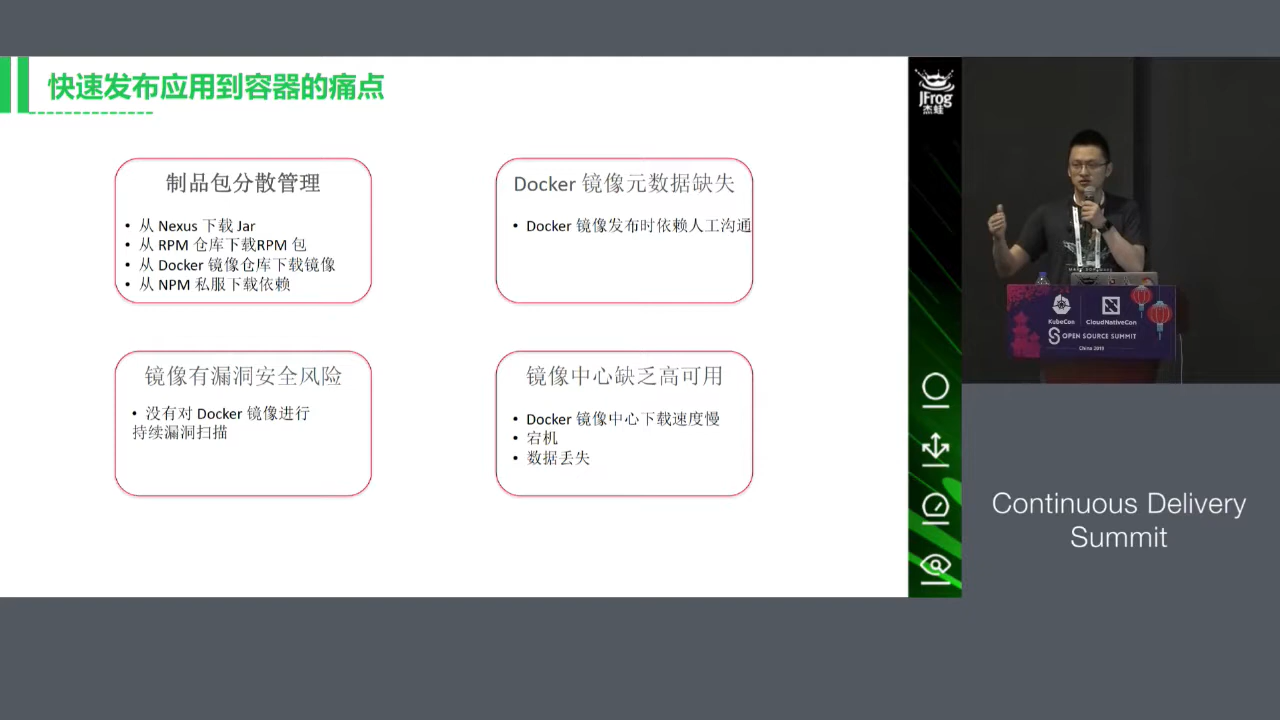 快速发布应用到容器的痛点
制品包分散管理
• 从 Nexus 下载 Jar
• 从 RPM 仓库下载RPM 包
• 从 Docker 镜像仓库下载镜像
• 从 NPM 私服下载依赖
Docker 镜像元数据缺失
• Docker 镜像发布时依赖人工沟通
镜像有漏洞安全风险
• 没有对 Docker 镜像进行
持续漏洞扫描
镜像中心缺乏高可用
• Docker 镜像中心下载速度慢
• 宕机
• 数据丢失
JFrog
杰蛙
KubeCon
CloudNativeCon
OPEN SOURCE SUMMIT
China 2019
Continuous Delivery
Summit